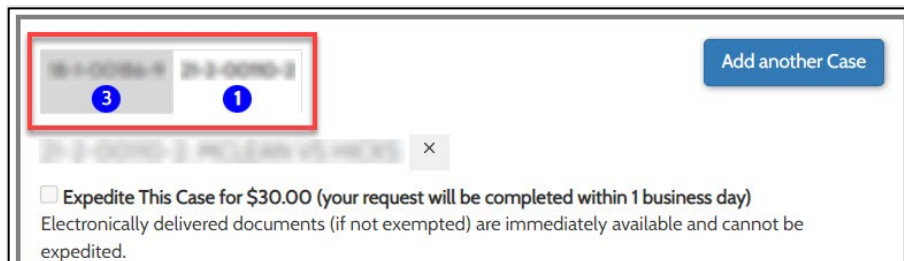 Add another Case
3 1
×
Expedite This Case for $30.00 (your request will be completed within 1 business day)
Electronically delivered documents (if not exempted) are immediately available and cannot be
expedited.